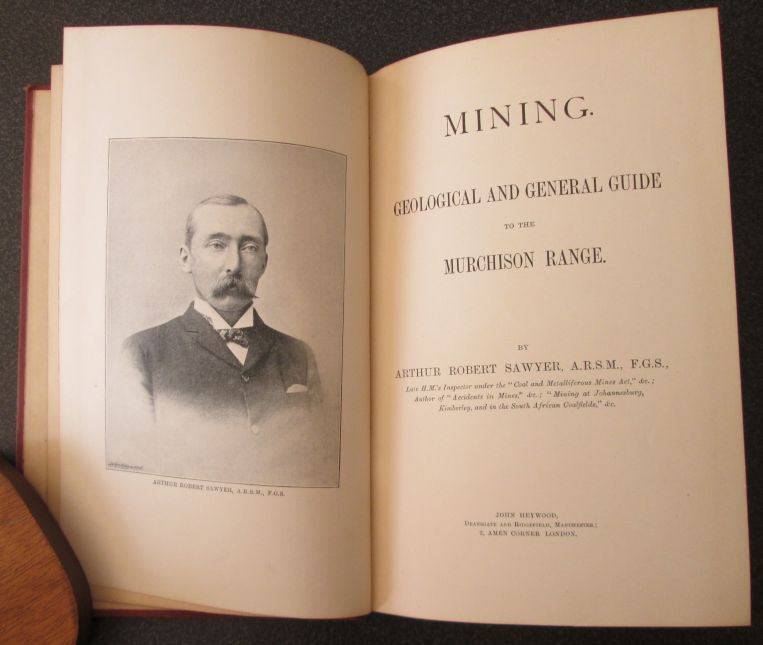 ARTHUR ROBERT SAWYER, A.R.S.M., F.G.S.
MINING.
GEOLOGICAL AND GENERAL GUIDE
TO THE
MURCHISON RANGE.
BY
ARTHUR ROBERT SAWYER, A.R.S.M., F.G.S.,
Late H.M.'s Inspector under the "Coal and Metalliferous Mines Act," &c.;
Author of "Accidents in Mines," &c.; "Mining at Johannesburg,
Kimberley, and in the South African Coalfields," &c.
JOHN HEYWOOD,
Deansgate and Ridgefield, Manchester;
2, AMEN CORNER, LONDON.